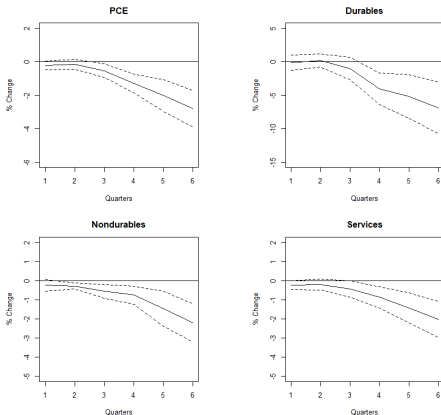 PCE
% Change
2
0
-2
-4
-6
1 2 3 4 5 6
Quarters
Durables
% Change
5
0
-5
-10
-15
1 2 3 4 5 6
Quarters
Nondurables
% Change
2
1
0
-1
-2
-3
-4
-5
1 2 3 4 5 6
Quarters
Services
% Change
2
1
0
-1
-2
-3
-4
-5
1 2 3 4 5 6
Quarters